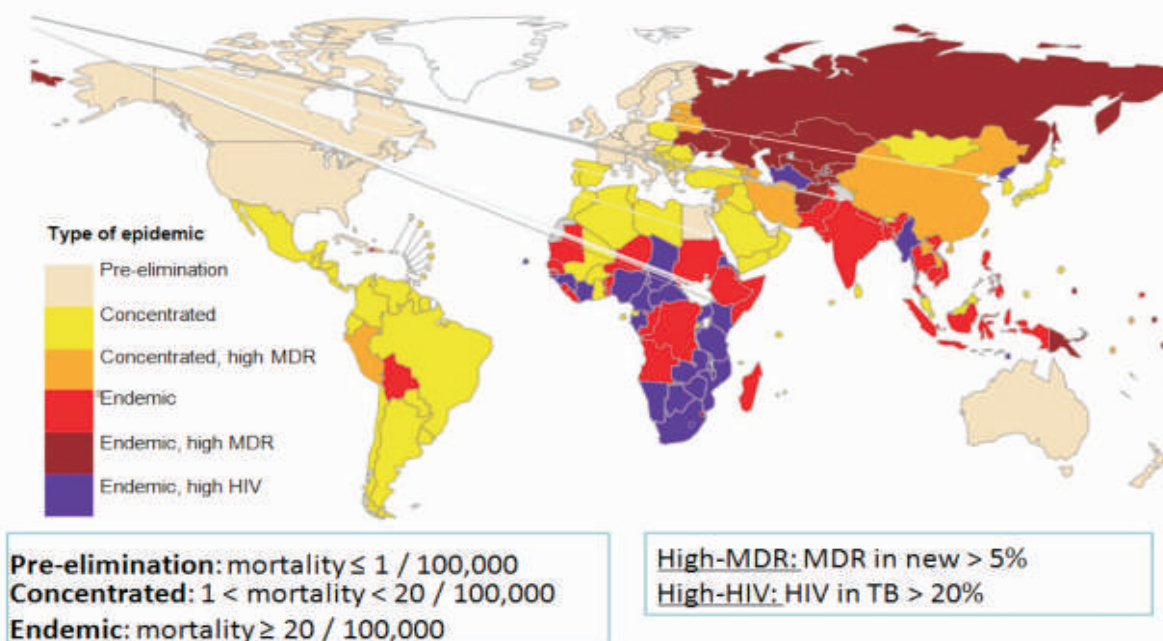 Type of epidemic
Pre-elimination
Concentrated
Concentrated, high MDR
Endemic
Endemic, high MDR
Endemic, high HIV
Pre-elimination: mortality ≤ 1 / 100,000
Concentrated: 1 < mortality < 20 / 100,000
Endemic: mortality ≥ 20 / 100,000
High-MDR: MDR in new > 5%
High-HIV: HIV in TB > 20%